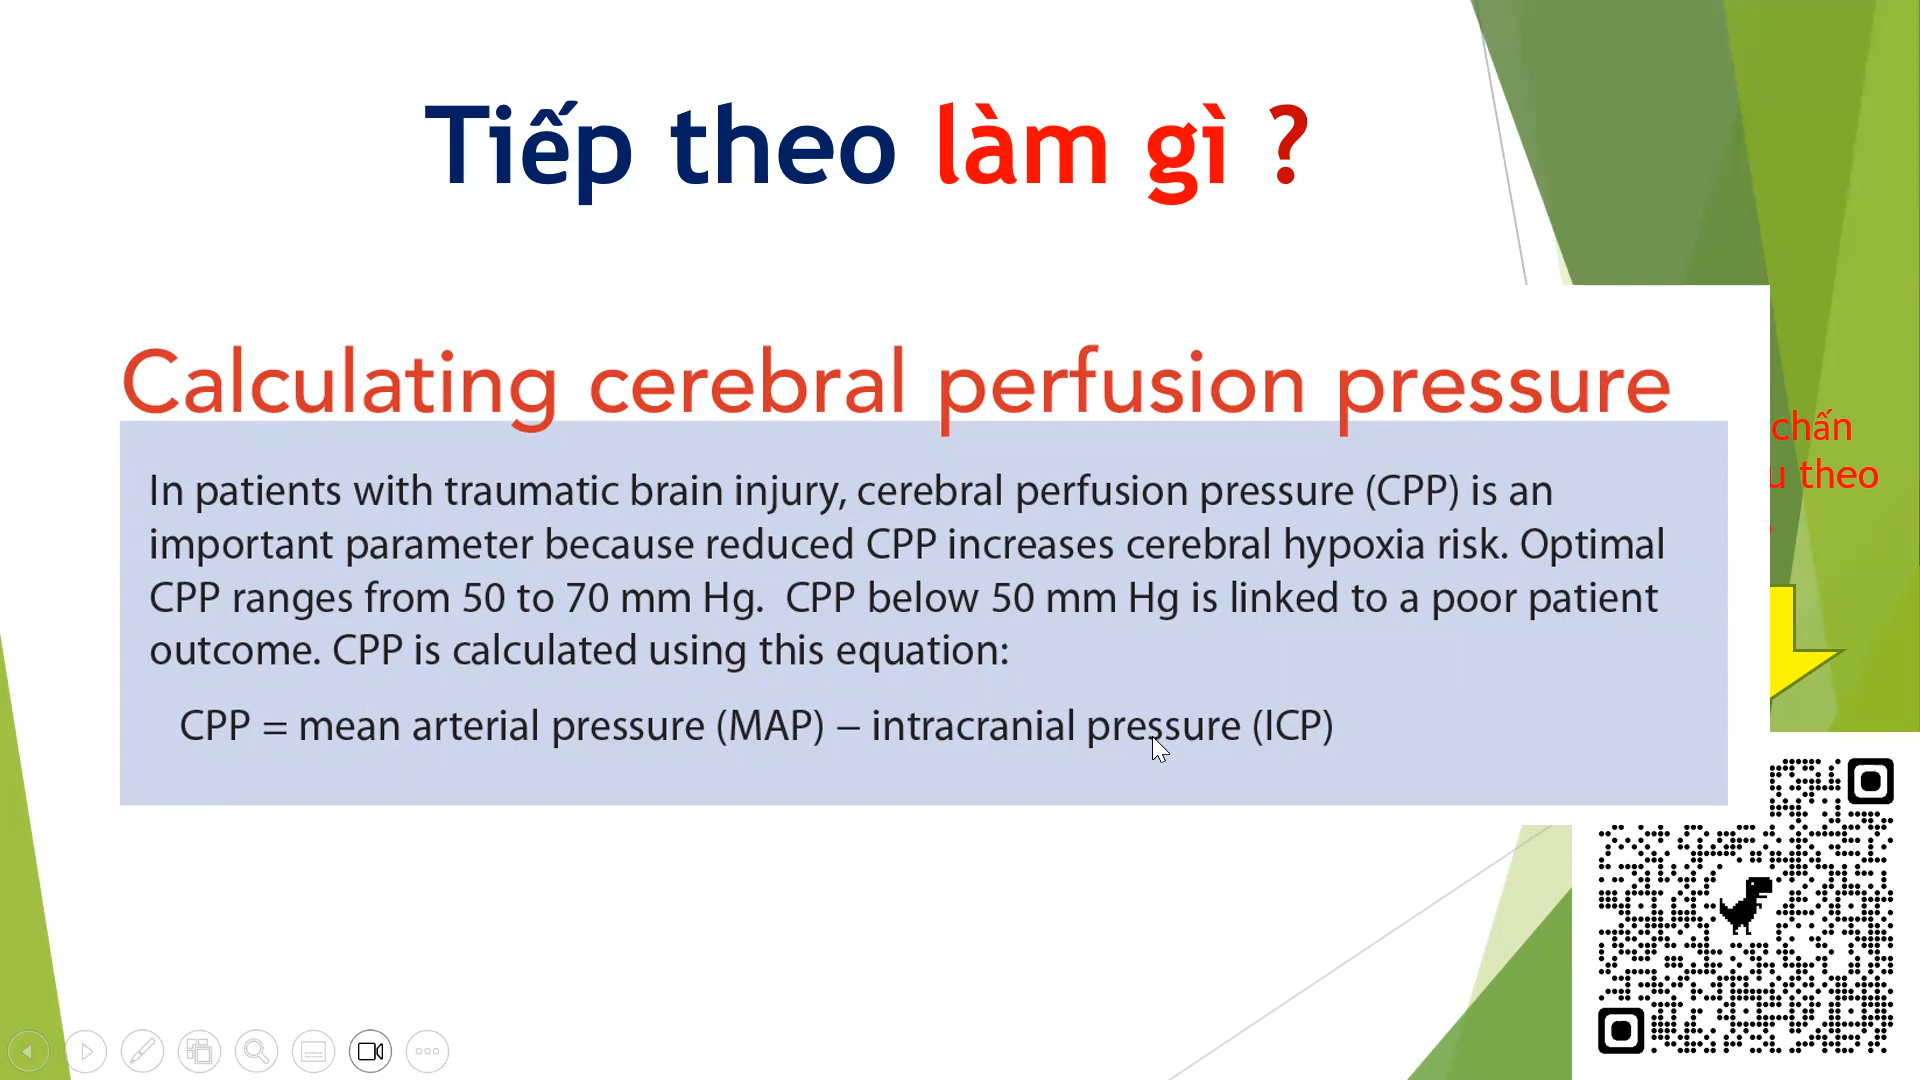 Tiếp theo làm gì ?
Calculating cerebral perfusion pressure
In patients with traumatic brain injury, cerebral perfusion pressure (CPP) is an
important parameter because reduced CPP increases cerebral hypoxia risk. Optimal
CPP ranges from 50 to 70 mm Hg. CPP below 50 mm Hg is linked to a poor patient
outcome. CPP is calculated using this equation:
CPP = mean arterial pressure (MAP) – intracranial pressure (ICP)
chấn
theo